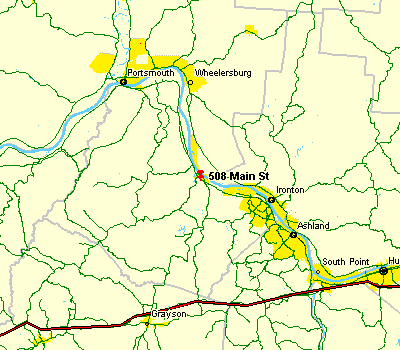 Portsmouth
Wheelersburg
508 Main St
Ironton
Ashland
South Point
Hu
Grayson